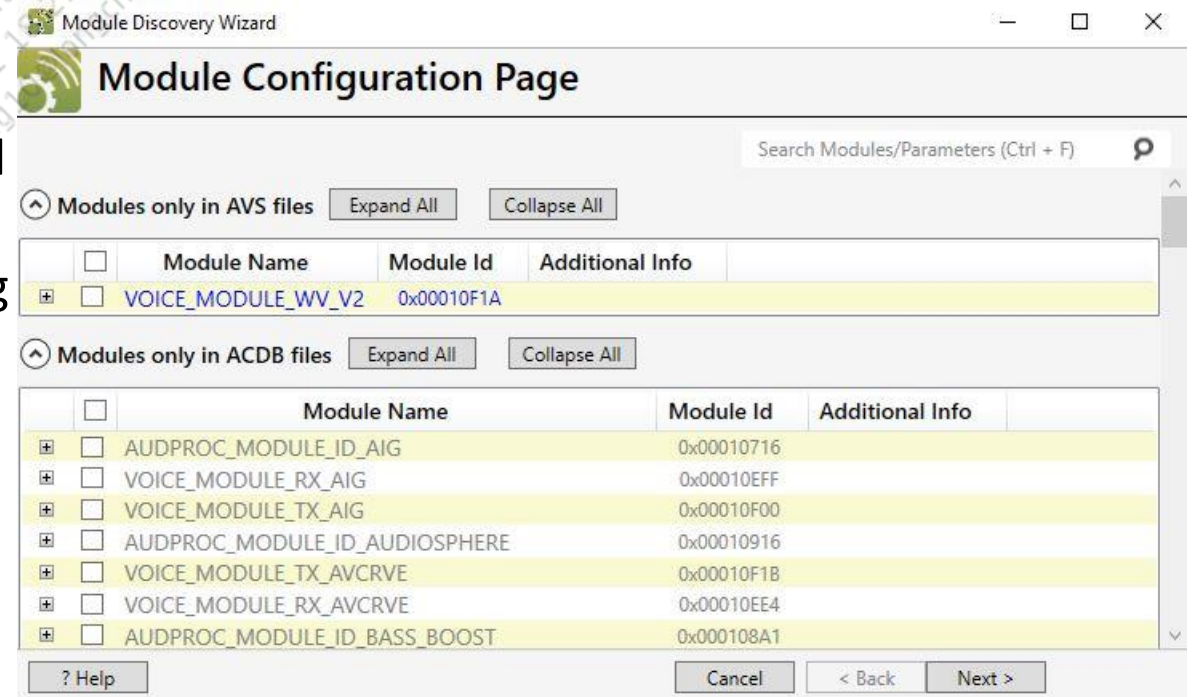 Module Discovery Wizard
Module Configuration Page
Search Modules/Parameters (Ctrl + F)
Modules only in AVS files Expand All Collapse All
Module Name Module Id Additional Info
VOICE_MODULE_WV_V2 0x00010F1A
Modules only in ACDB files Expand All Collapse All
Module Name Module Id Additional Info
AUDPROC_MODULE_ID_AIG 0x00010716
VOICE_MODULE_RX_AIG 0x00010EFF
VOICE_MODULE_TX_AIG 0x00010F00
AUDPROC_MODULE_ID_AUDIOSPHERE 0x00010916
VOICE_MODULE_TX_AVCRVE 0x00010F1B
VOICE_MODULE_RX_AVCRVE 0x00010EE4
AUDPROC_MODULE_ID_BASS_BOOST 0x000108A1
? Help Cancel < Back Next >